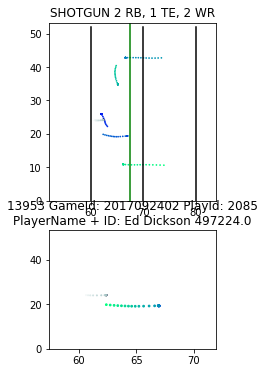 SHOTGUN 2 RB, 1 TE, 2 WR
50
40
30
20
10
0
60 70 80
13953 GameId: 2017092402 PlayId: 2085
PlayerName + ID: Ed Dickson 497224.0
40
20
0
60 65 70